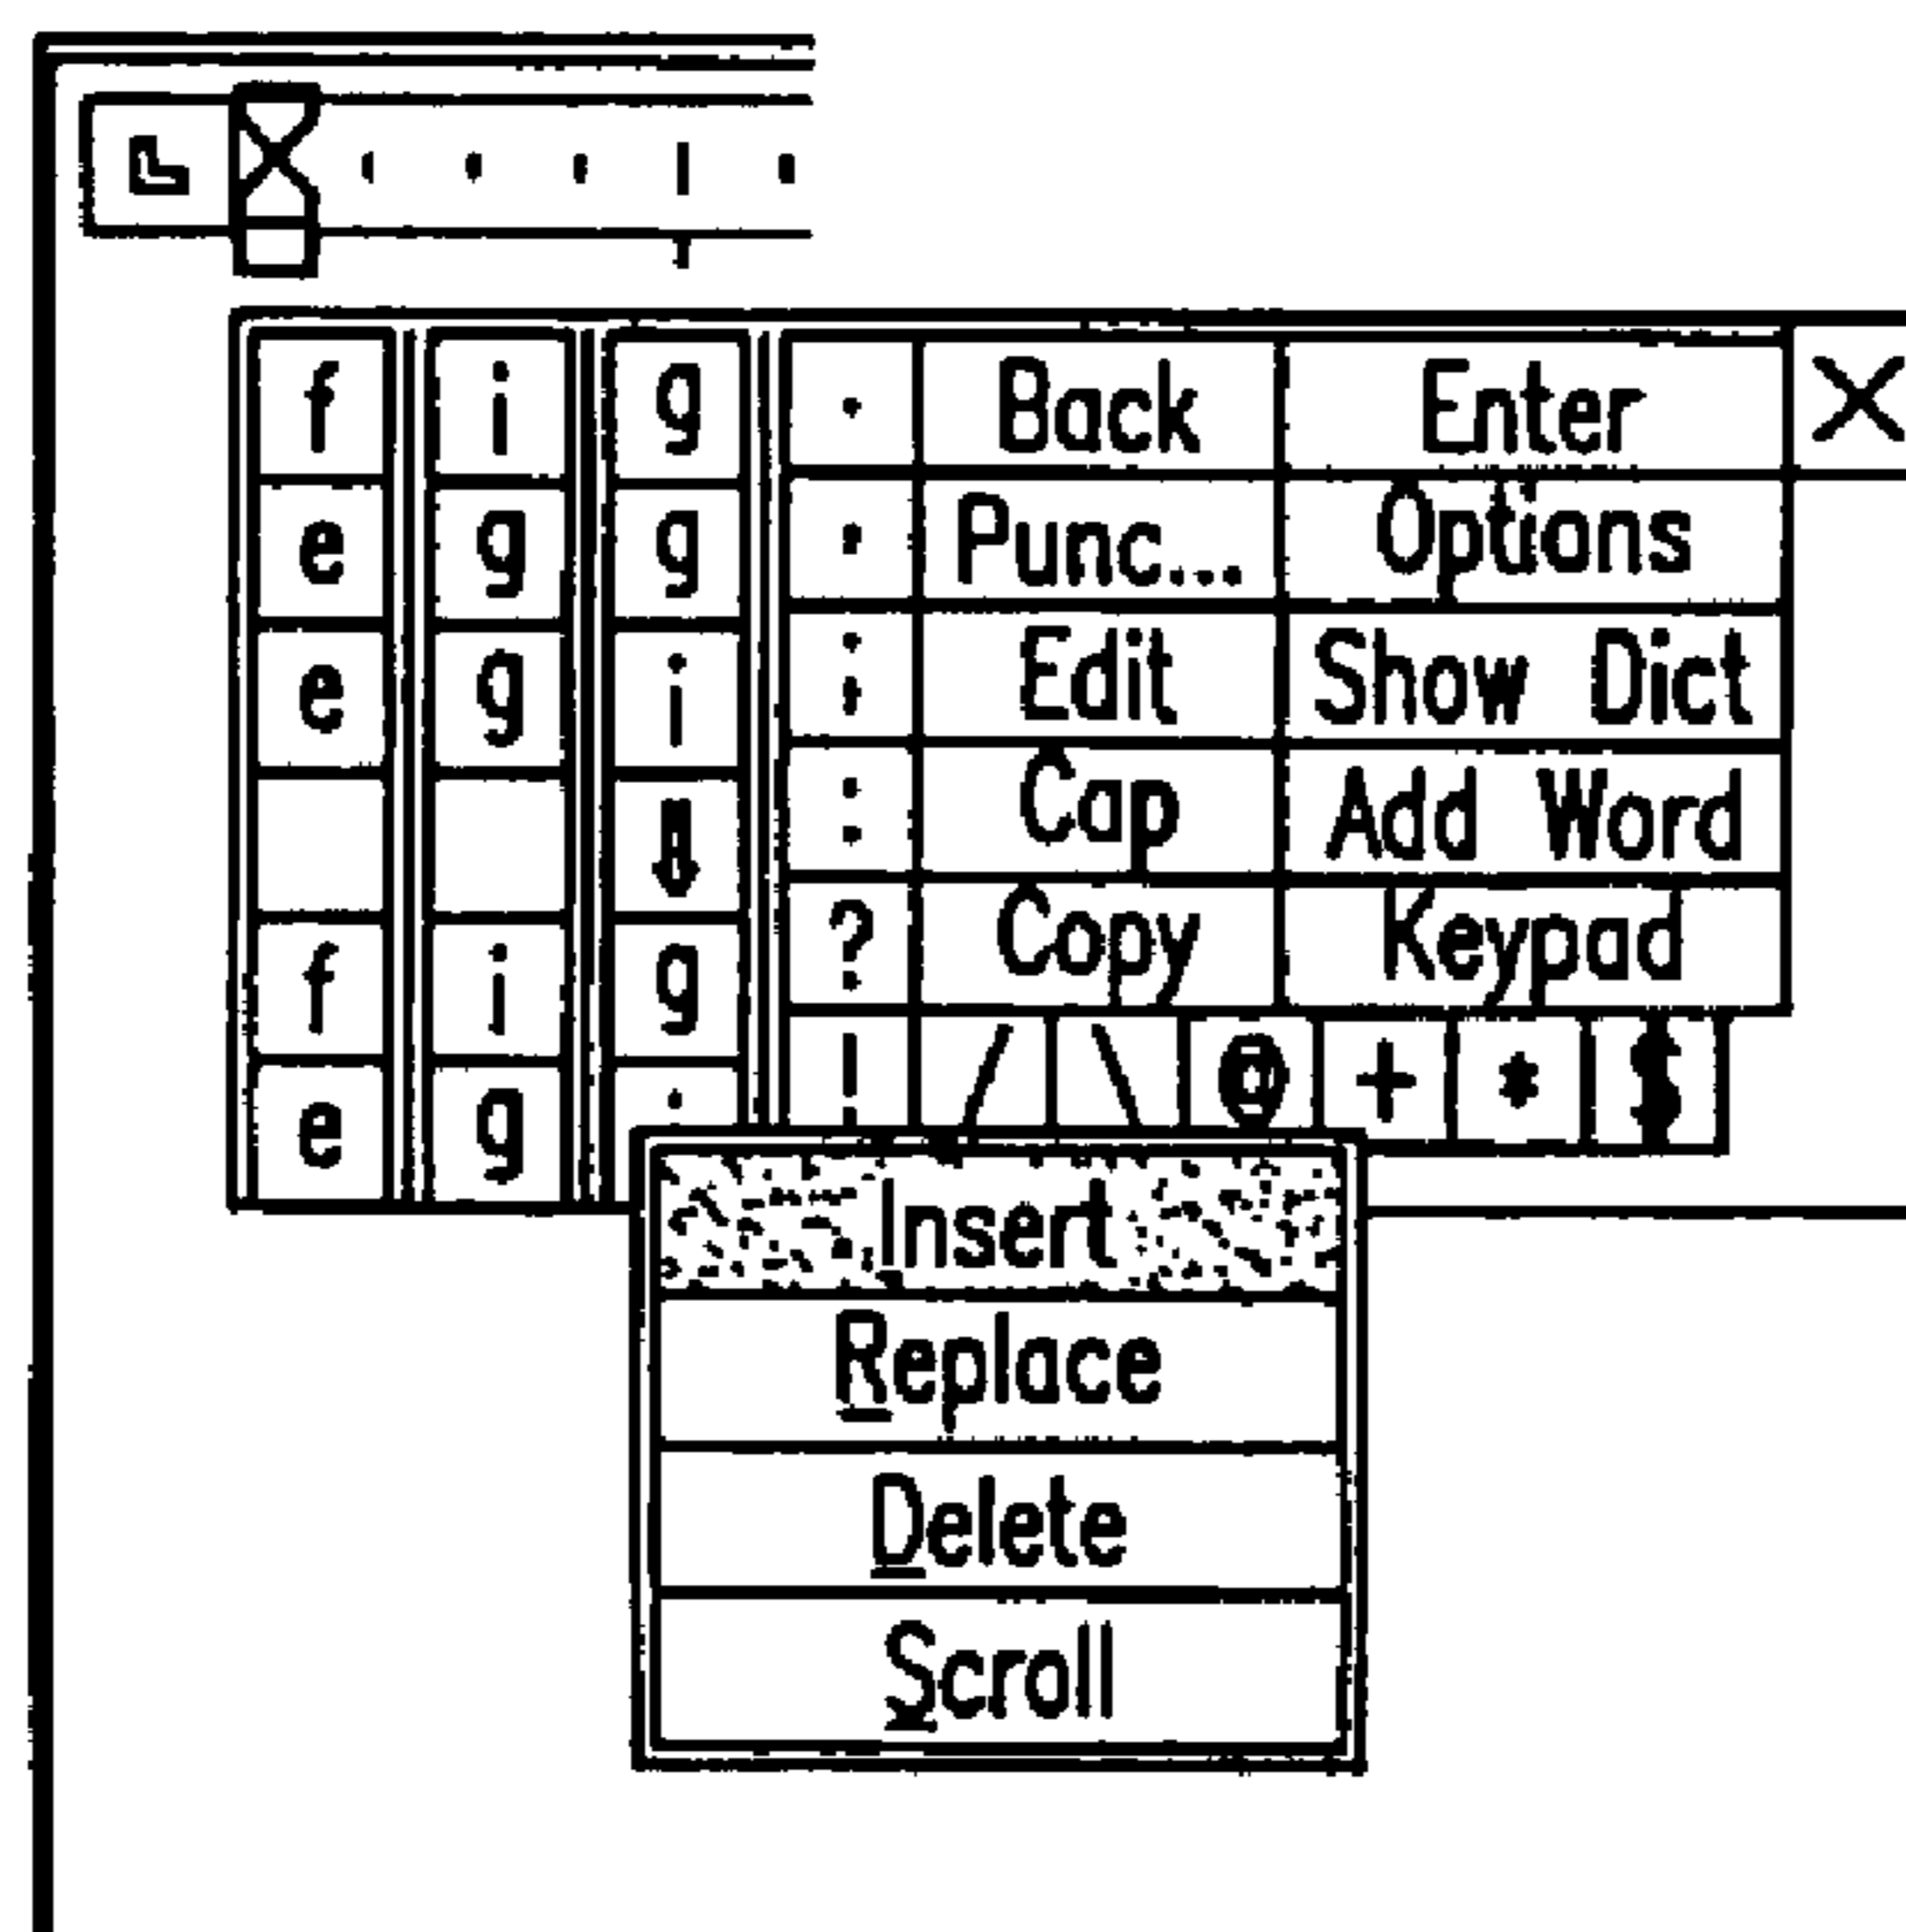 f i g . Back Enter X
e g g , Punc... Options
e g i ; Edit Show Dict
: Cap Add Word
f i g ? Copy Keypad
e g i ! / \ @ + * $
Insert
Replace
Delete
Scroll